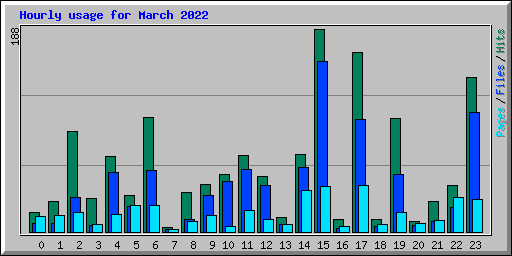 Hourly usage for March 2022
188
Pages / Files / Hits
0 1 2 3 4 5 6 7 8 9 10 11 12 13 14 15 16 17 18 19 20 21 22 23